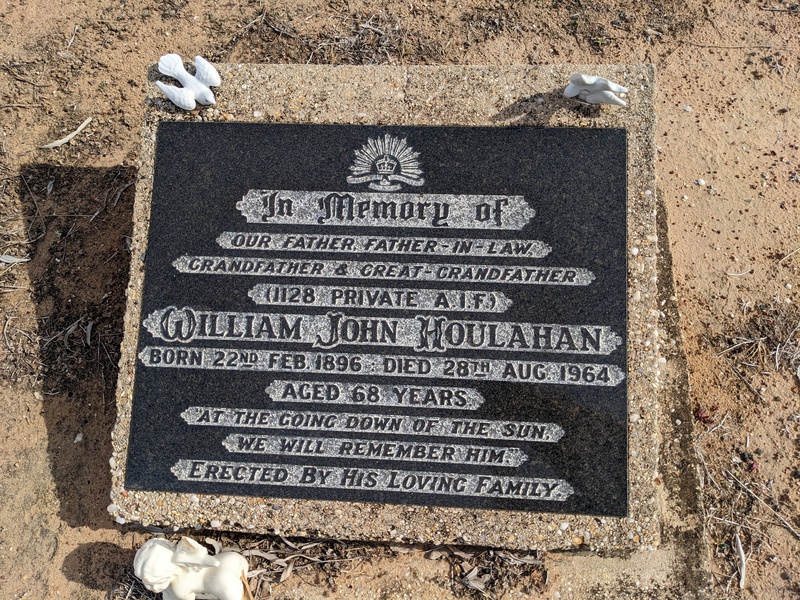 In Memory of
OUR FATHER, FATHER-IN-LAW,
GRANDFATHER & GREAT-GRANDFATHER
(1128 PRIVATE A.I.F.)
WILLIAM JOHN HOULAHAN
BORN 22ND FEB. 1896 - DIED 28TH AUG. 1964
AGED 68 YEARS
"AT THE GOING DOWN OF THE SUN,
WE WILL REMEMBER HIM."
ERECTED BY HIS LOVING FAMILY